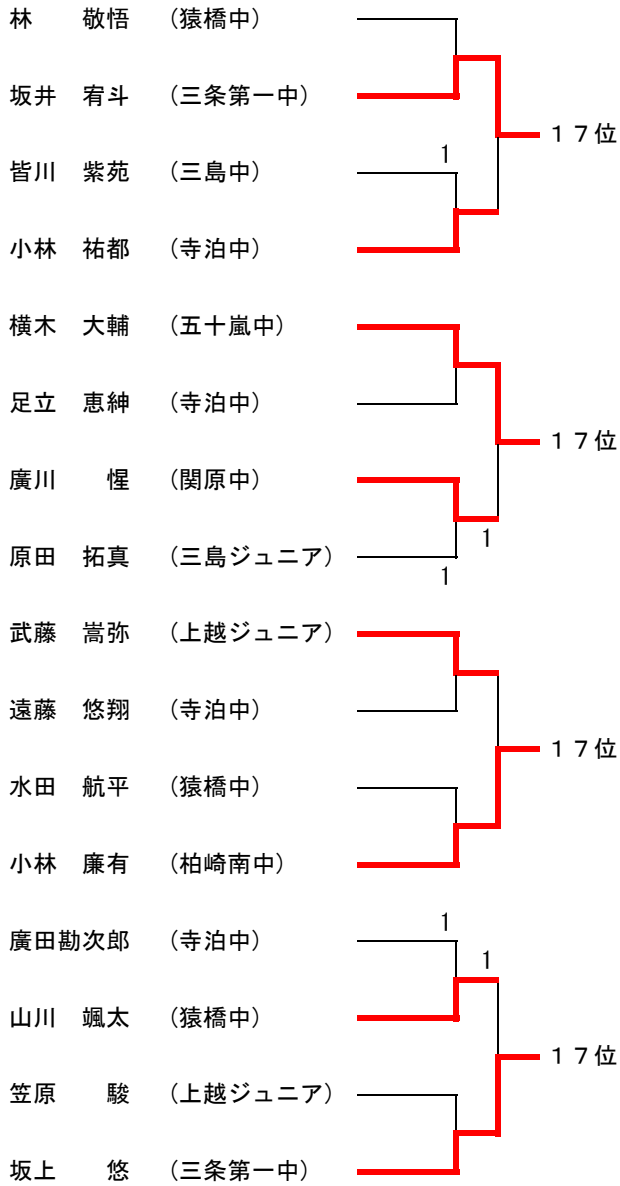 林　　敬悟　（猿橋中）
坂井　宥斗　（三条第一中）
１７位
1
皆川　紫苑　（三島中）
小林　祐都　（寺泊中）
横木　大輔　（五十嵐中）
足立　恵紳　（寺泊中）
１７位
廣川　　惺　（関原中）
1
原田　拓真　（三島ジュニア）
1
武藤　嵩弥　（上越ジュニア）
遠藤　悠翔　（寺泊中）
１７位
水田　航平　（猿橋中）
小林　廉有　（柏崎南中）
1
廣田勘次郎　（寺泊中）
1
山川　颯太　（猿橋中）
１７位
笠原　　駿　（上越ジュニア）
坂上　　悠　（三条第一中）